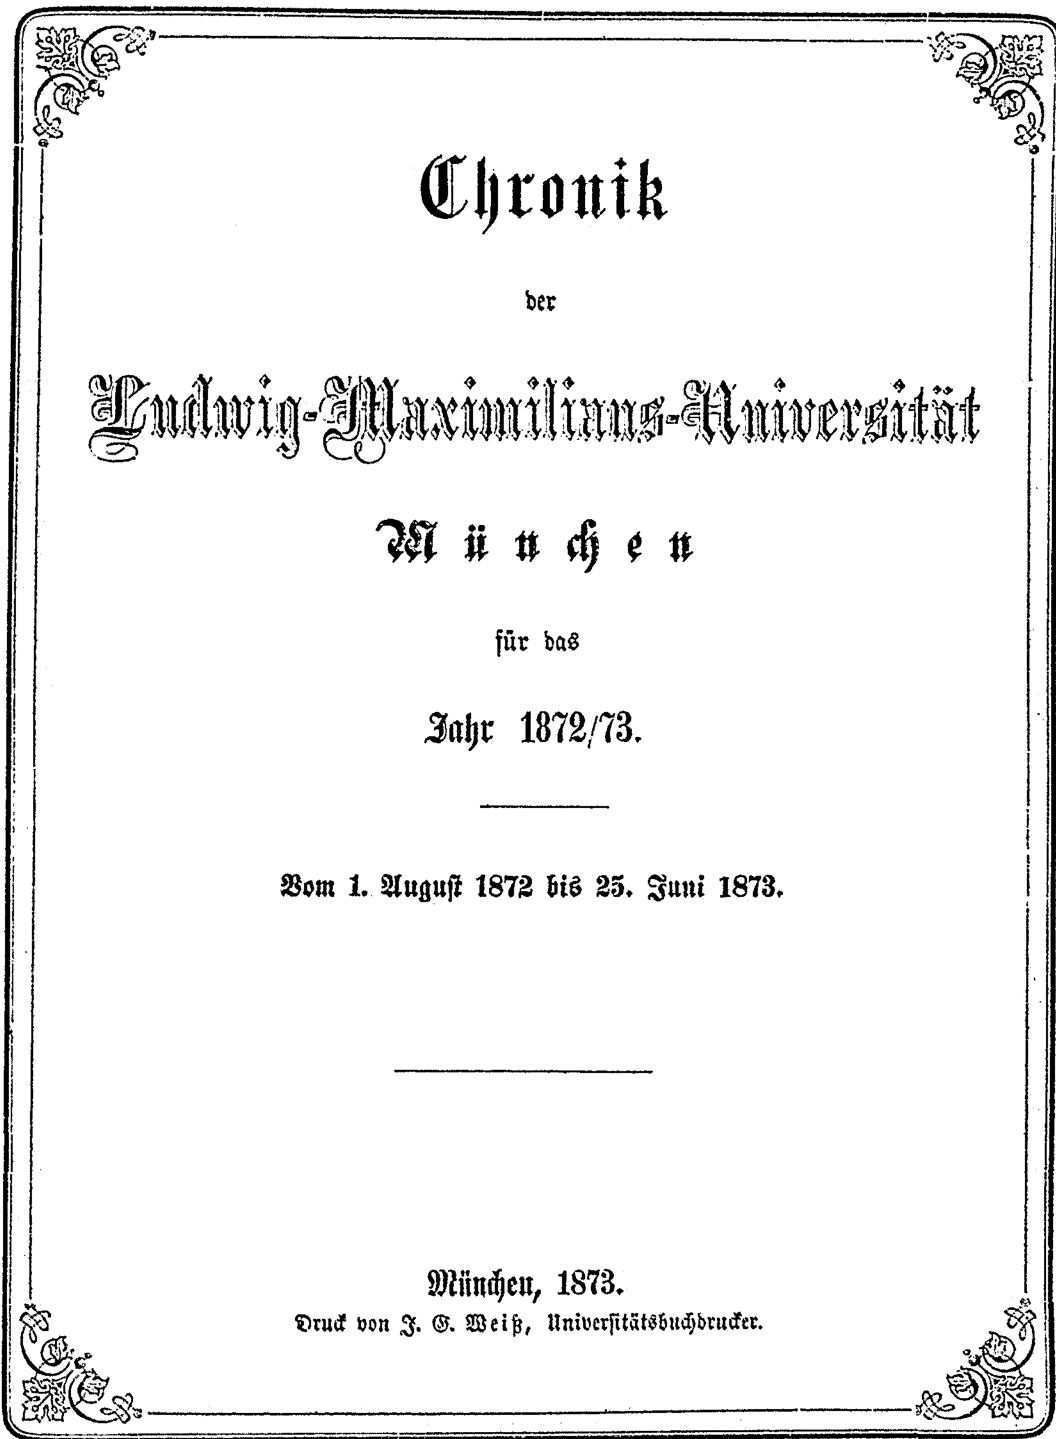 Chronik
der
Ludwig-Maximilians-Universität
München
für das
Jahr 1872/73.
Vom 1. August 1872 bis 25. Juni 1873.
München, 1873.
Druck von J. G. Weiß, Universitätsbuchdrucker.